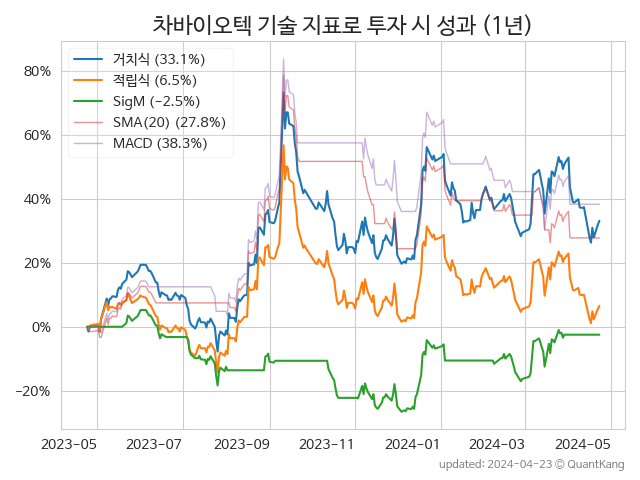 차바이오텍 기술 지표로 투자 시 성과 (1년)
거치식 (33.1%)
적립식 (6.5%)
SigM (−2.5%)
SMA(20) (27.8%)
MACD (38.3%)
80%
60%
40%
20%
0%
−20%
2023-05 2023-07 2023-09 2023-11 2024-01 2024-03 2024-05
updated: 2024-04-23 © QuantKang